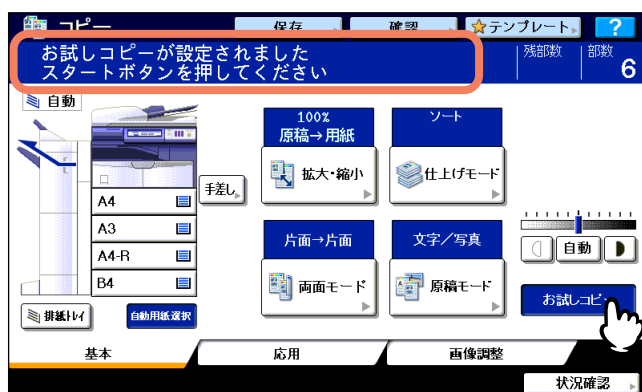 コピー
保存
確認
テンプレート
?
お試しコピーが設定されました
スタートボタンを押してください
残部数
部数
6
自動
100%
原稿→用紙
拡大・縮小
ソート
仕上げモード
手差し
A4
A3
A4-R
B4
片面→片面
両面モード
文字/写真
原稿モード
自動
お試しコピー
排紙トレイ
自動用紙選択
基本
応用
画像調整
状況確認